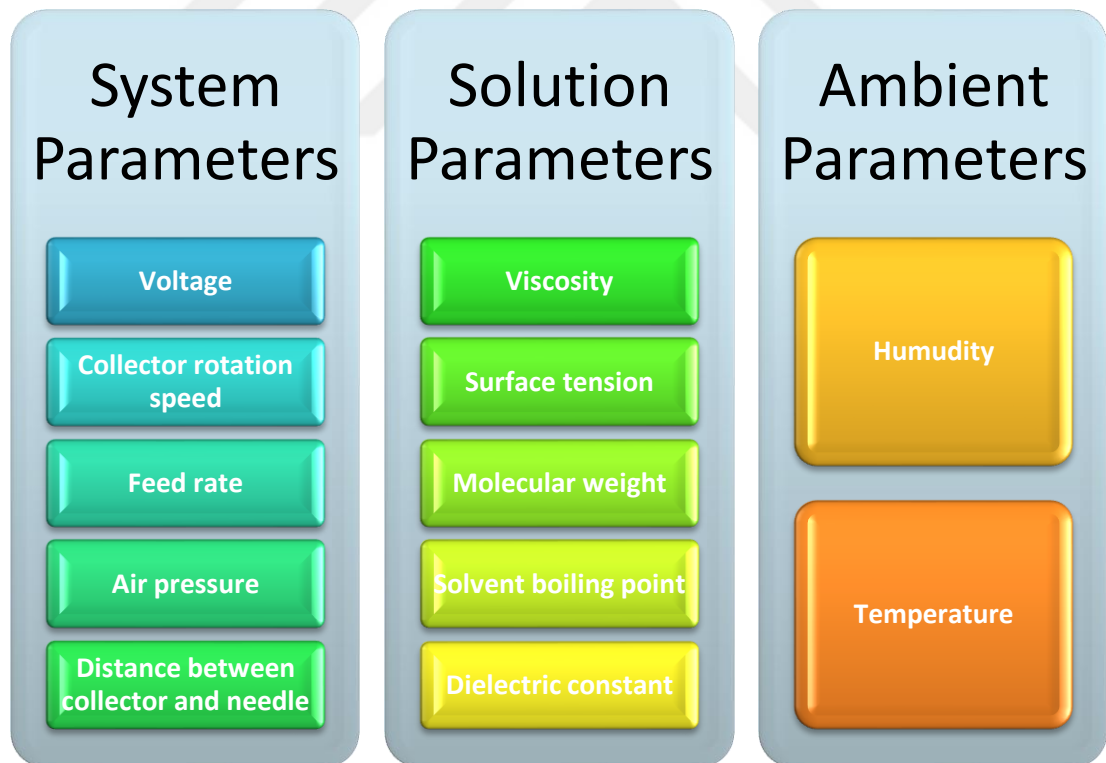 System
Parameters
Voltage
Collector rotation
speed
Feed rate
Air pressure
Distance between
collector and needle
Solution
Parameters
Viscosity
Surface tension
Molecular weight
Solvent boiling point
Dielectric constant
Ambient
Parameters
Humudity
Temperature